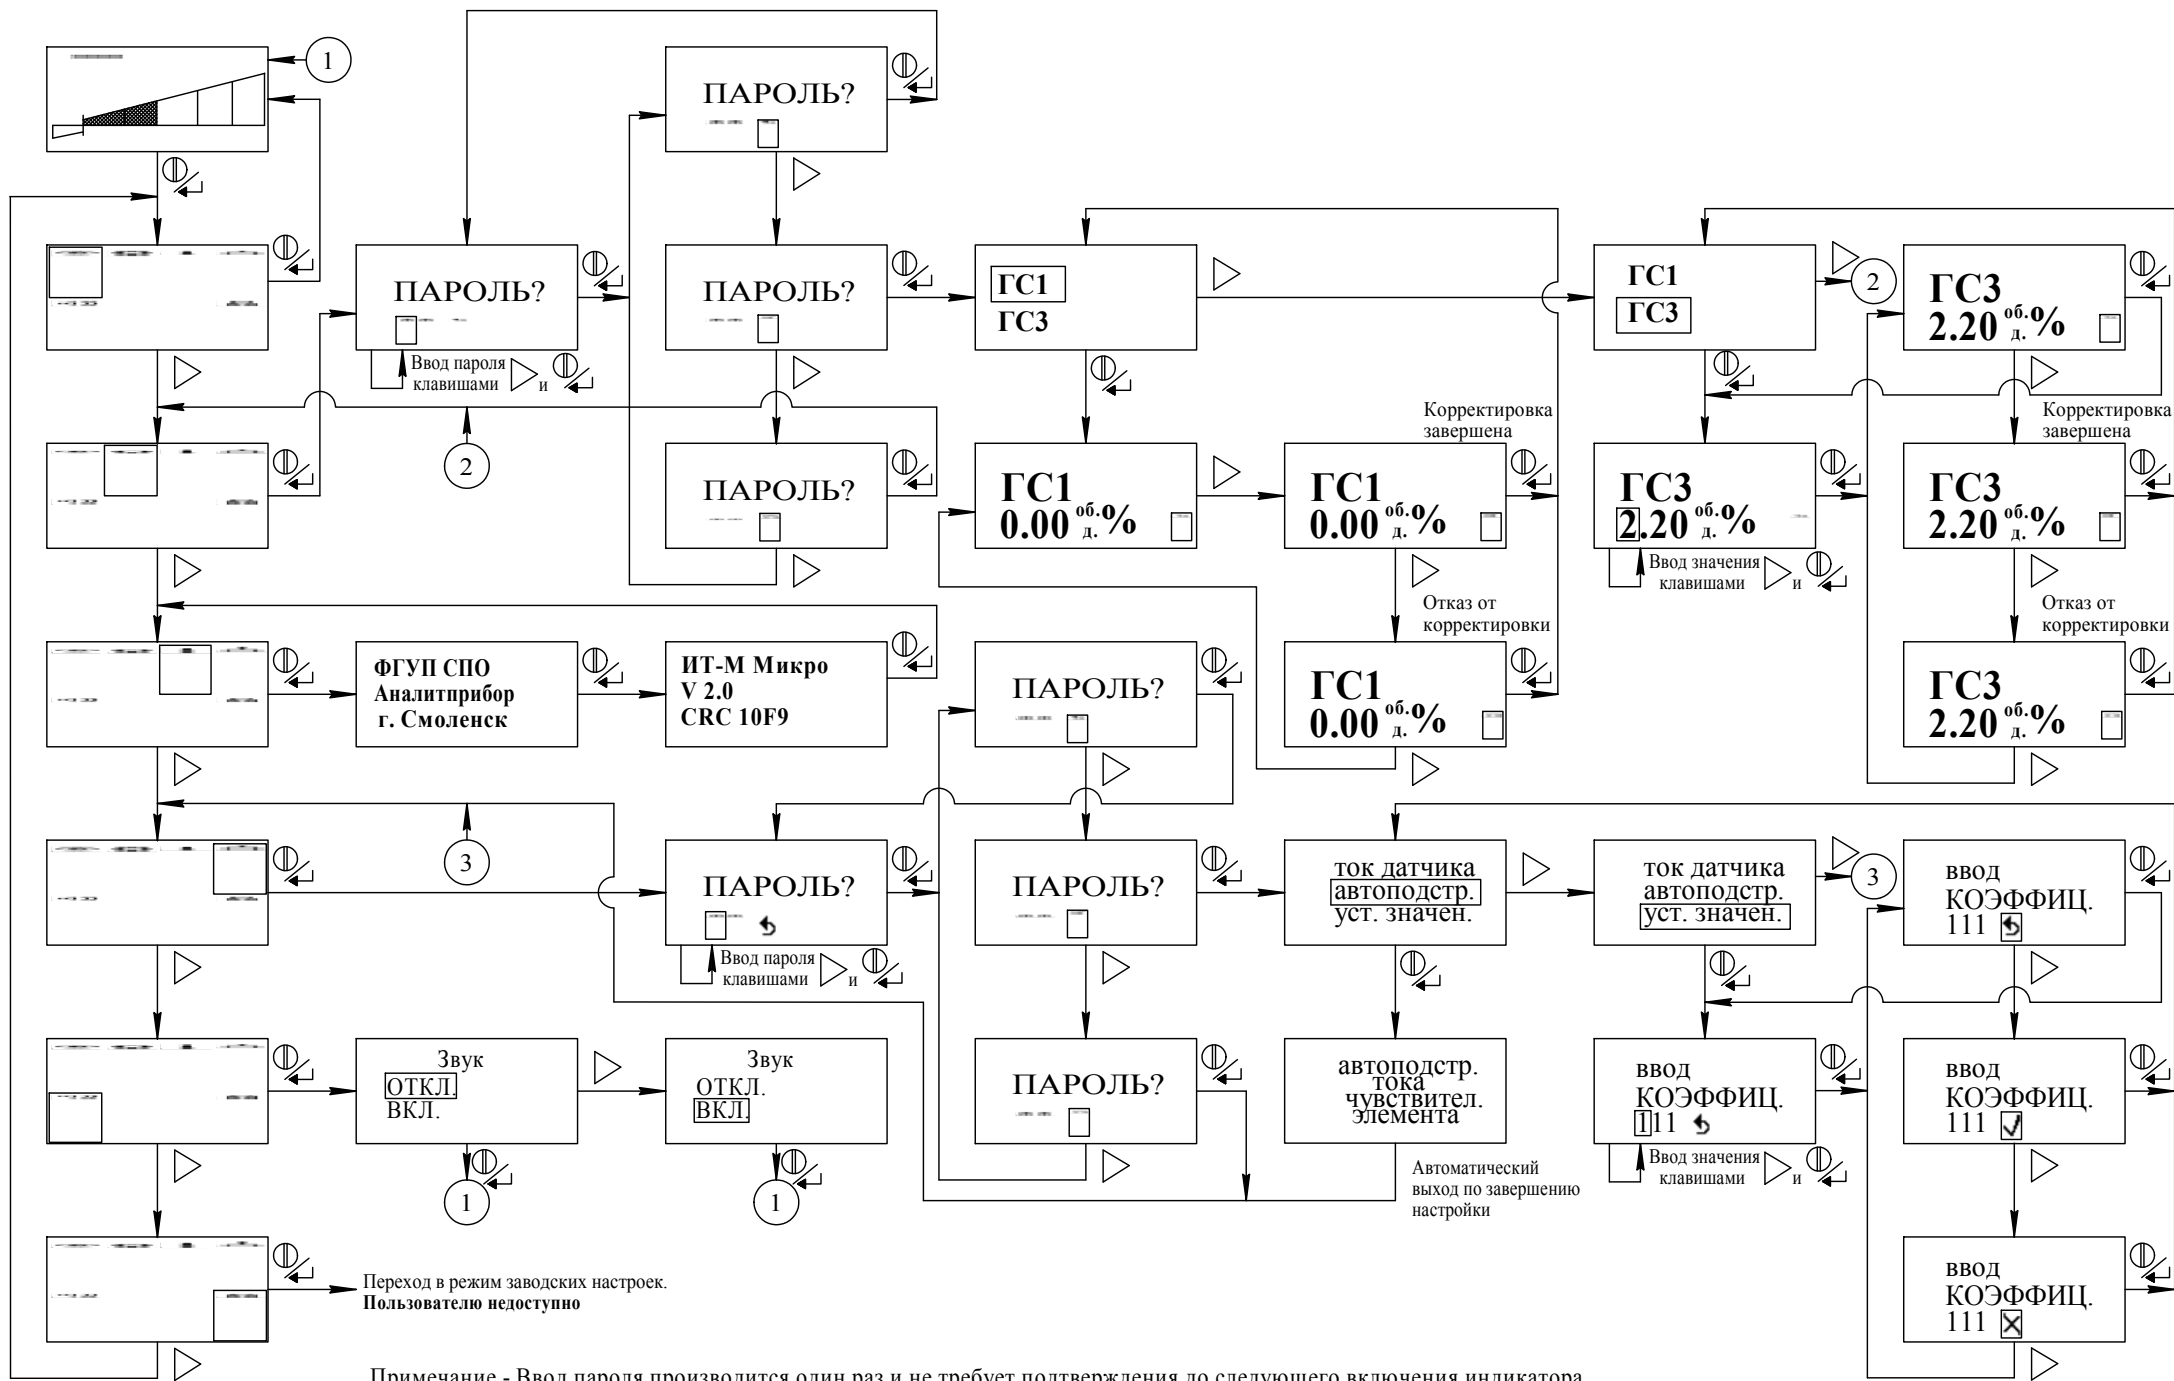 1
ПАРОЛЬ?
ПАРОЛЬ?
Ввод пароля
клавишами и
ПАРОЛЬ?
ГС1
ГС3
ГС1
ГС3
2
ГС3
2.20 об. д. %
2
ПАРОЛЬ?
ГС1
0.00 об. д. %
Корректировка
завершена
ГС1
0.00 об. д. %
ГС3
2.20 об. д. %
Ввод значения
клавишами и
Корректировка
завершена
ГС3
2.20 об. д. %
Отказ от
корректировки
Отказ от
корректировки
ФГУП СПО
Аналитприбор
г. Смоленск
ИТ-М Микро
V 2.0
CRC 10F9
ПАРОЛЬ?
ГС1
0.00 об. д. %
ГС3
2.20 об. д. %
3
ПАРОЛЬ?
Ввод пароля
клавишами и
ПАРОЛЬ?
ток датчика
автоподстр.
уст. значен.
ток датчика
автоподстр.
уст. значен.
3
ввод
КОЭФФИЦ.
111
Звук
ОТКЛ.
ВКЛ.
1
Звук
ОТКЛ.
ВКЛ.
1
ПАРОЛЬ?
автоподстр.
тока
чувствител.
элемента
Автоматический
выход по завершению
настройки
ввод
КОЭФФИЦ.
111
Ввод значения
клавишами и
ввод
КОЭФФИЦ.
111
Переход в режим заводских настроек.
Пользователю недоступно
ввод
КОЭФФИЦ.
111
Примечание - Ввод пароля производится один раз и не требует подтверждения до следующего включения индикатора